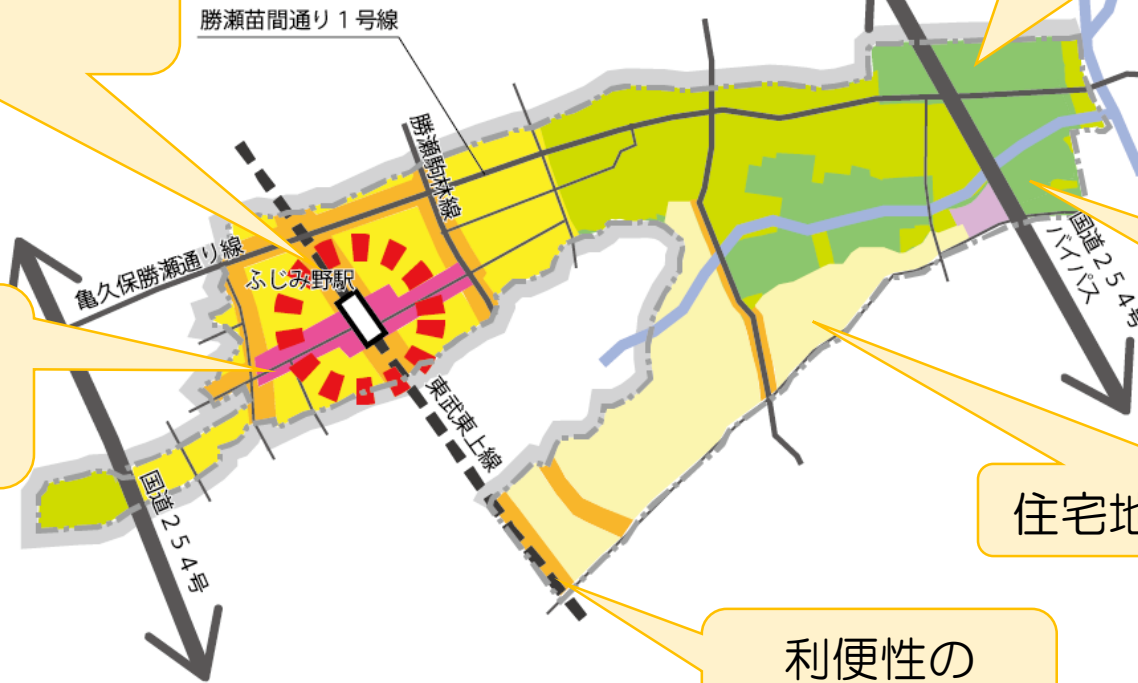 勝瀬苗間通り１号線
勝瀬駒林線
亀久保勝瀬通り線
ふじみ野駅
国道２５４号
バイパス
東武東上線
国道２５４号
住宅地
利便性の